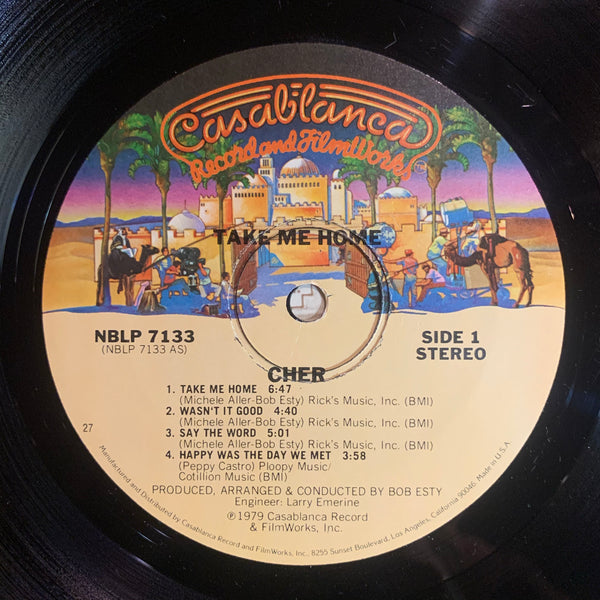 Casablanca
Record and FilmWorks
TM
TAKE ME HOME
NBLP 7133
(NBLP 7133 AS)
SIDE 1
STEREO
CHER
1. TAKE ME HOME 6:47
(Michele Aller-Bob Esty) Rick's Music, Inc. (BMI)
2. WASN'T IT GOOD 4:40
(Michele Aller-Bob Esty) Rick's Music, Inc. (BMI)
3. SAY THE WORD 5:01
(Michele Aller-Bob Esty) Rick's Music, Inc. (BMI)
4. HAPPY WAS THE DAY WE MET 3:58
(Peppy Castro) Ploopy Music/
Cotillion Music (BMI)
27
PRODUCED, ARRANGED & CONDUCTED BY BOB ESTY
Engineer: Larry Emerine
℗ 1979 Casablanca Record
& FilmWorks, Inc.
Manufactured and Distributed by Casablanca Record and FilmWorks, Inc., 8255 Sunset Boulevard, Los Angeles, California 90046. Made in U.S.A